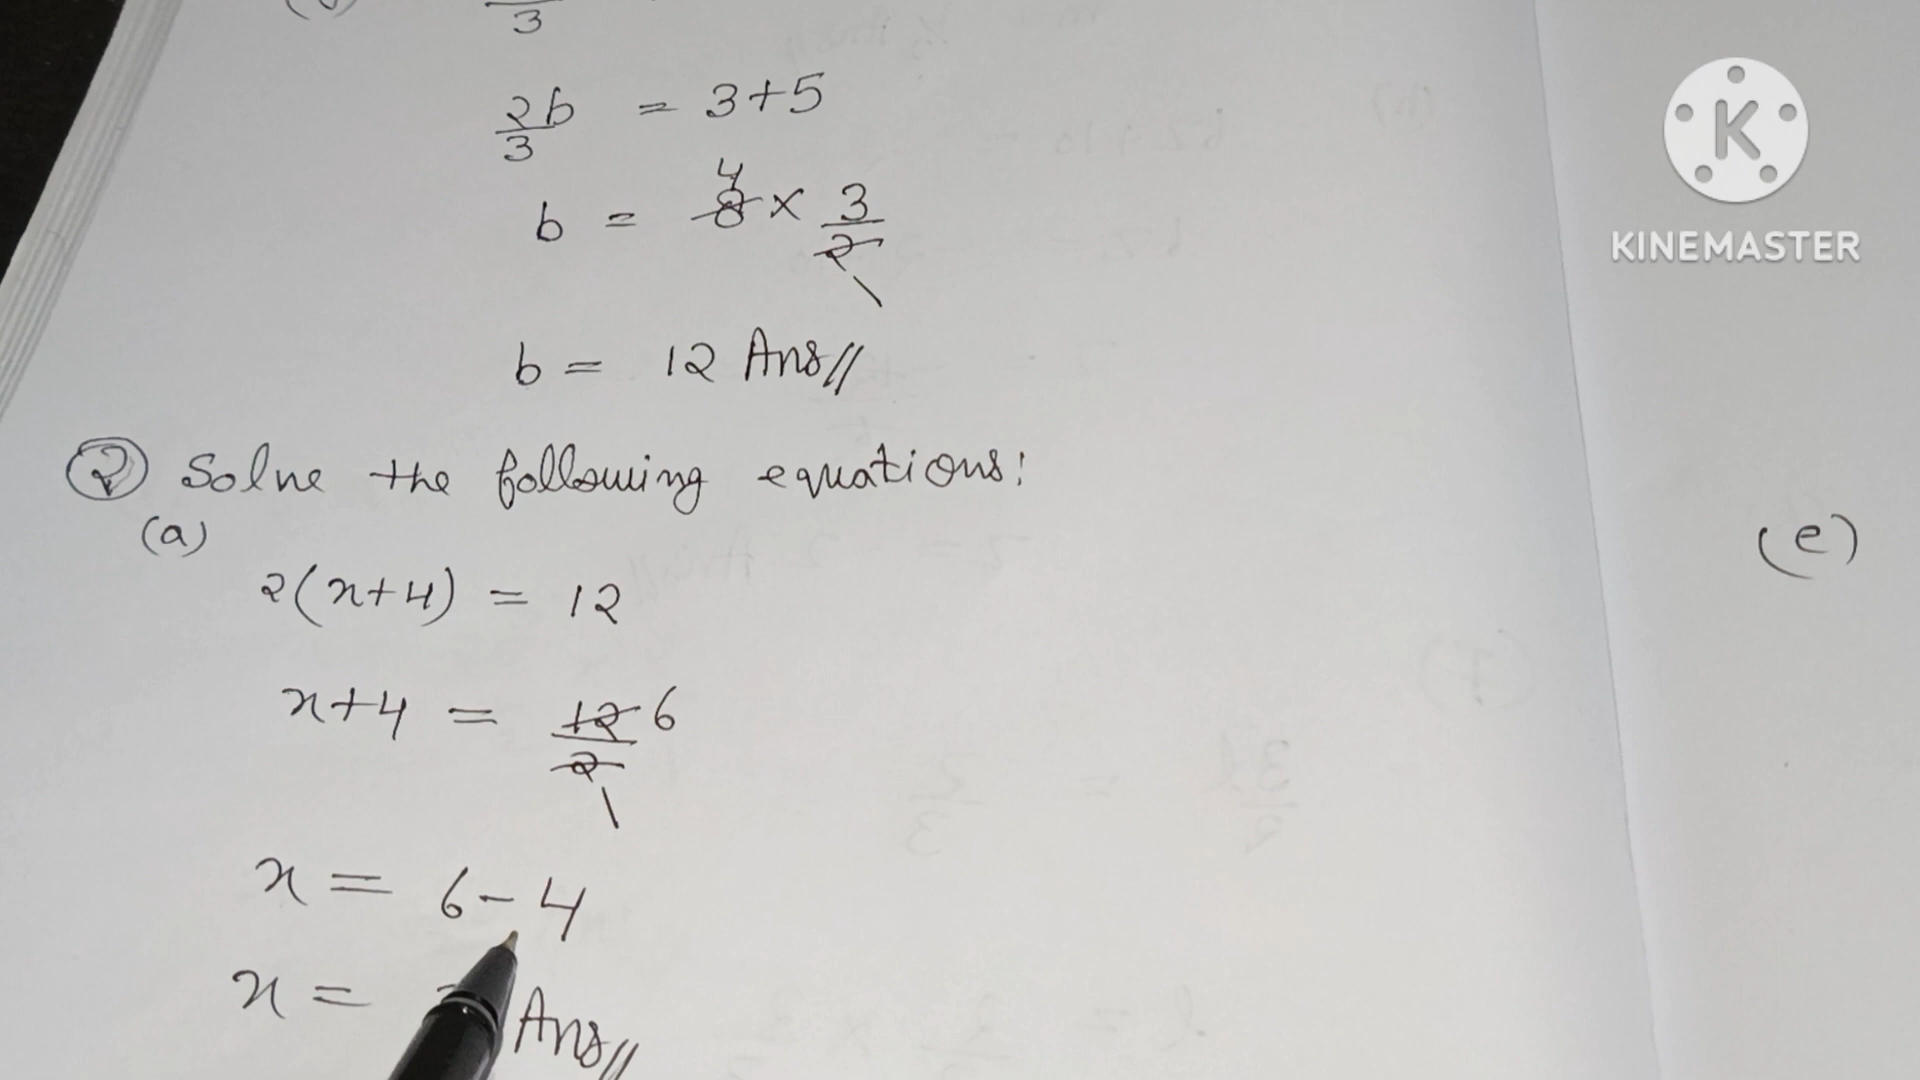 3
2b/3 = 3+5
b = 8 4 × 3/2
b = 12 Ans//
② Solve the following equations:
(a)
2(x+4) = 12
x+4 = 12/2 6
1
x = 6-4
x = Ans//
(e)
K
KINEMASTER